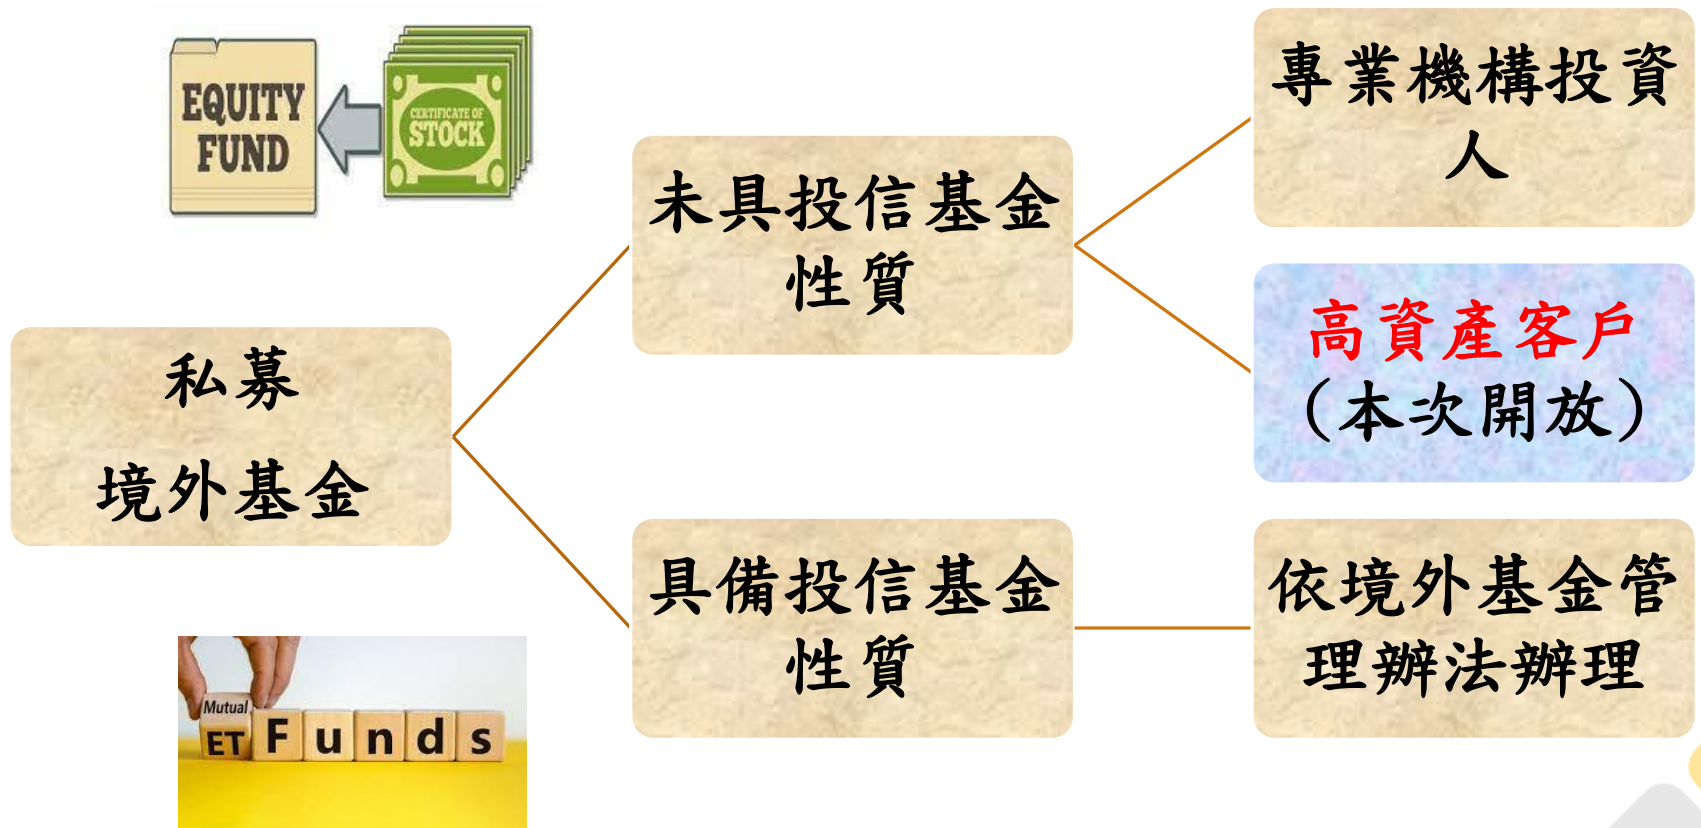 EQUITY
FUND
CERTIFICATE OF
STOCK
私募
境外基金
未具投信基金
性質
具備投信基金
性質
專業機構投資
人
高資產客戶
(本次開放)
依境外基金管
理辦法辦理
Mutual
ET Funds